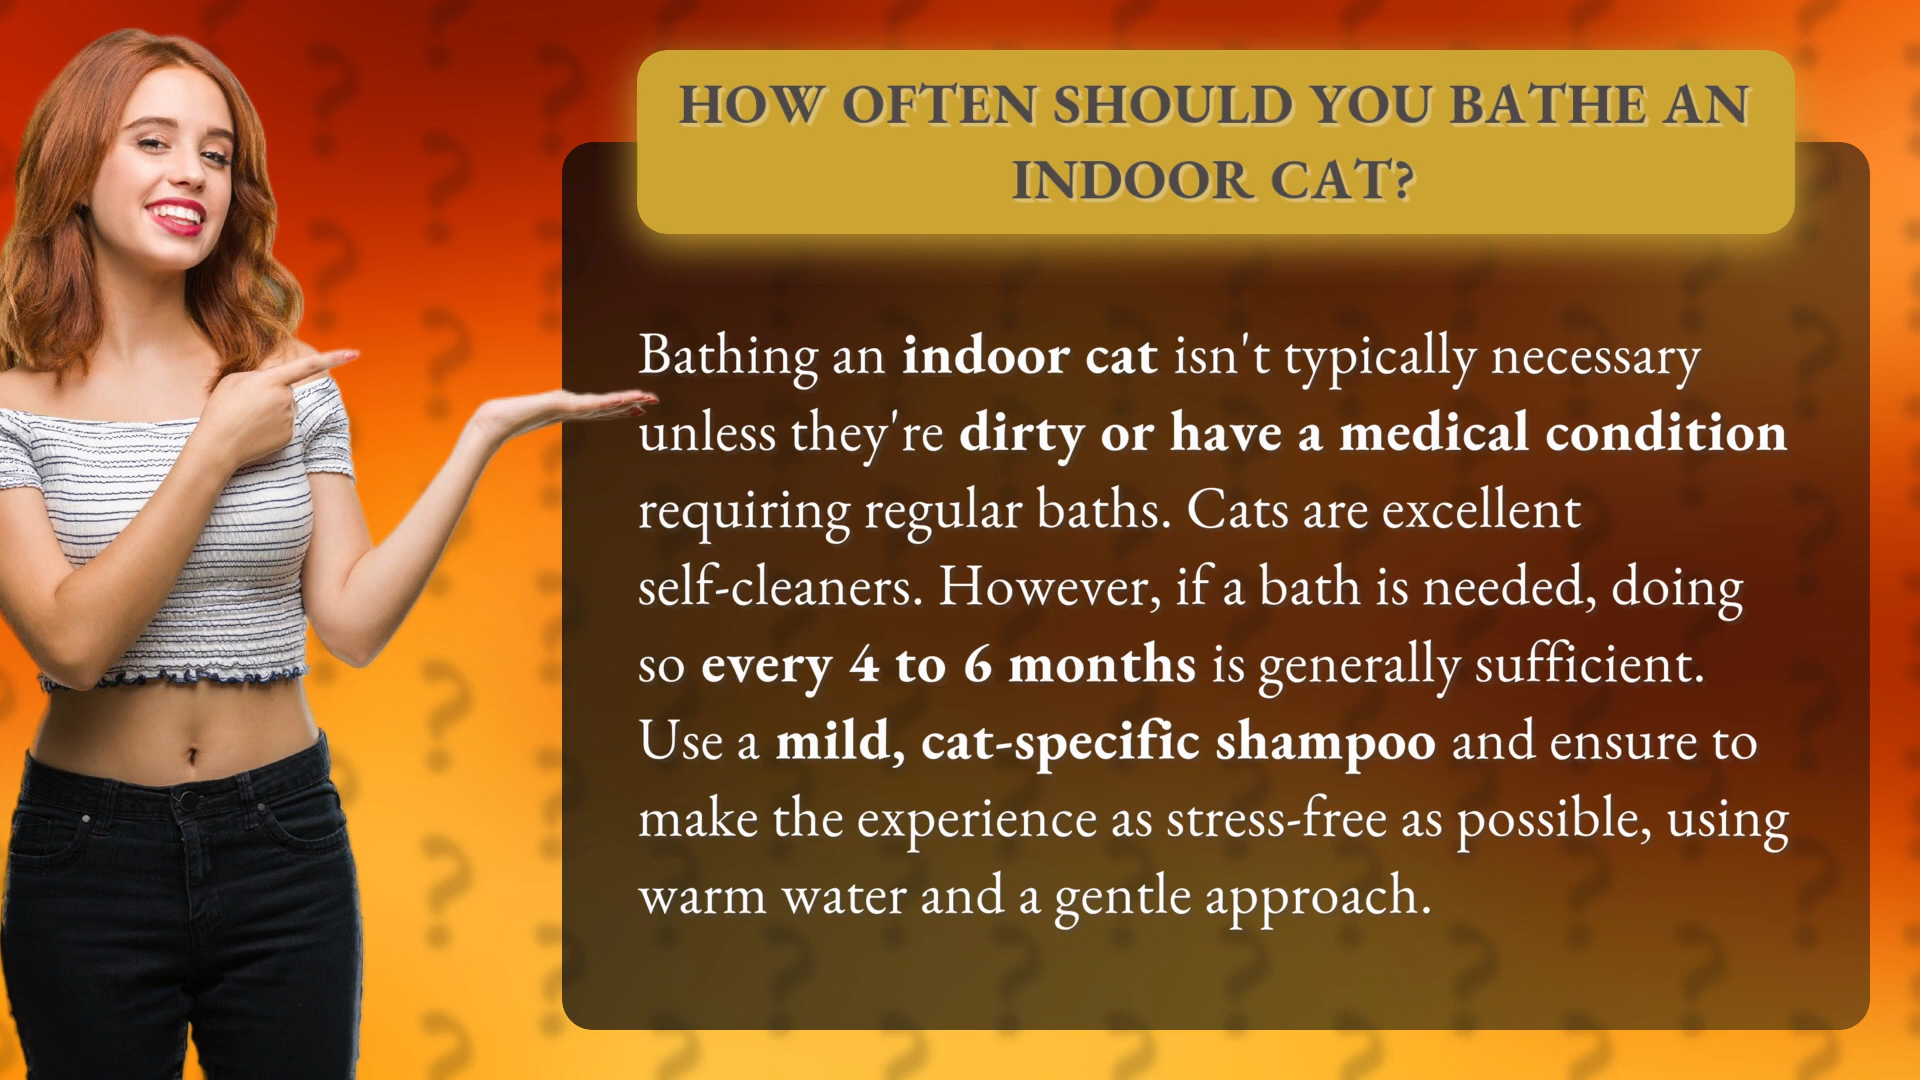 HOW OFTEN SHOULD YOU BATHE AN
INDOOR CAT?
Bathing an indoor cat isn't typically necessary
unless they're dirty or have a medical condition
requiring regular baths. Cats are excellent
self-cleaners. However, if a bath is needed, doing
so every 4 to 6 months is generally sufficient.
Use a mild, cat-specific shampoo and ensure to
make the experience as stress-free as possible, using
warm water and a gentle approach.